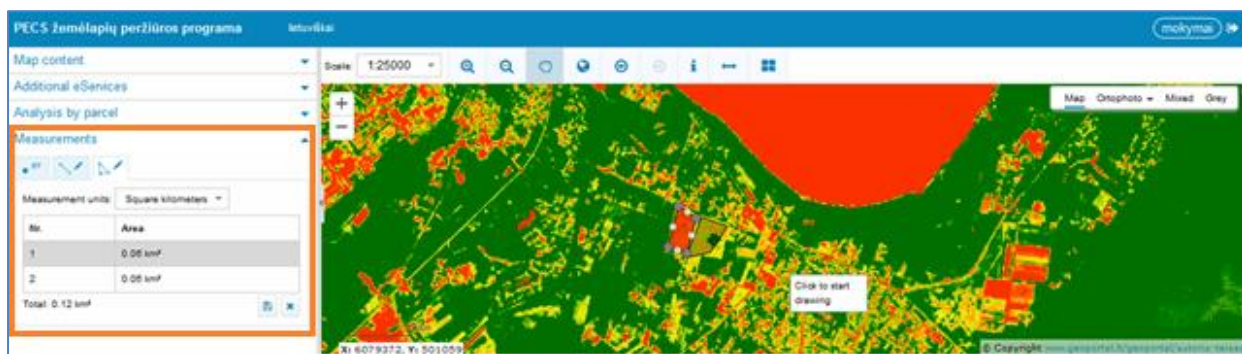 PECS žemėlapių peržiūros programa
lietuviškai
mokymai
Map content
Additional eServices
Analysis by parcel
Measurements
Measurement units: Square kilometers
Nr. Area
1 0.06 km²
2 0.06 km²
Total: 0.12 km²
Scale: 1:25000
Map Ortophoto Mixed Grey
Click to start
drawing
X: 6079372, Y: 501059
© Copyright